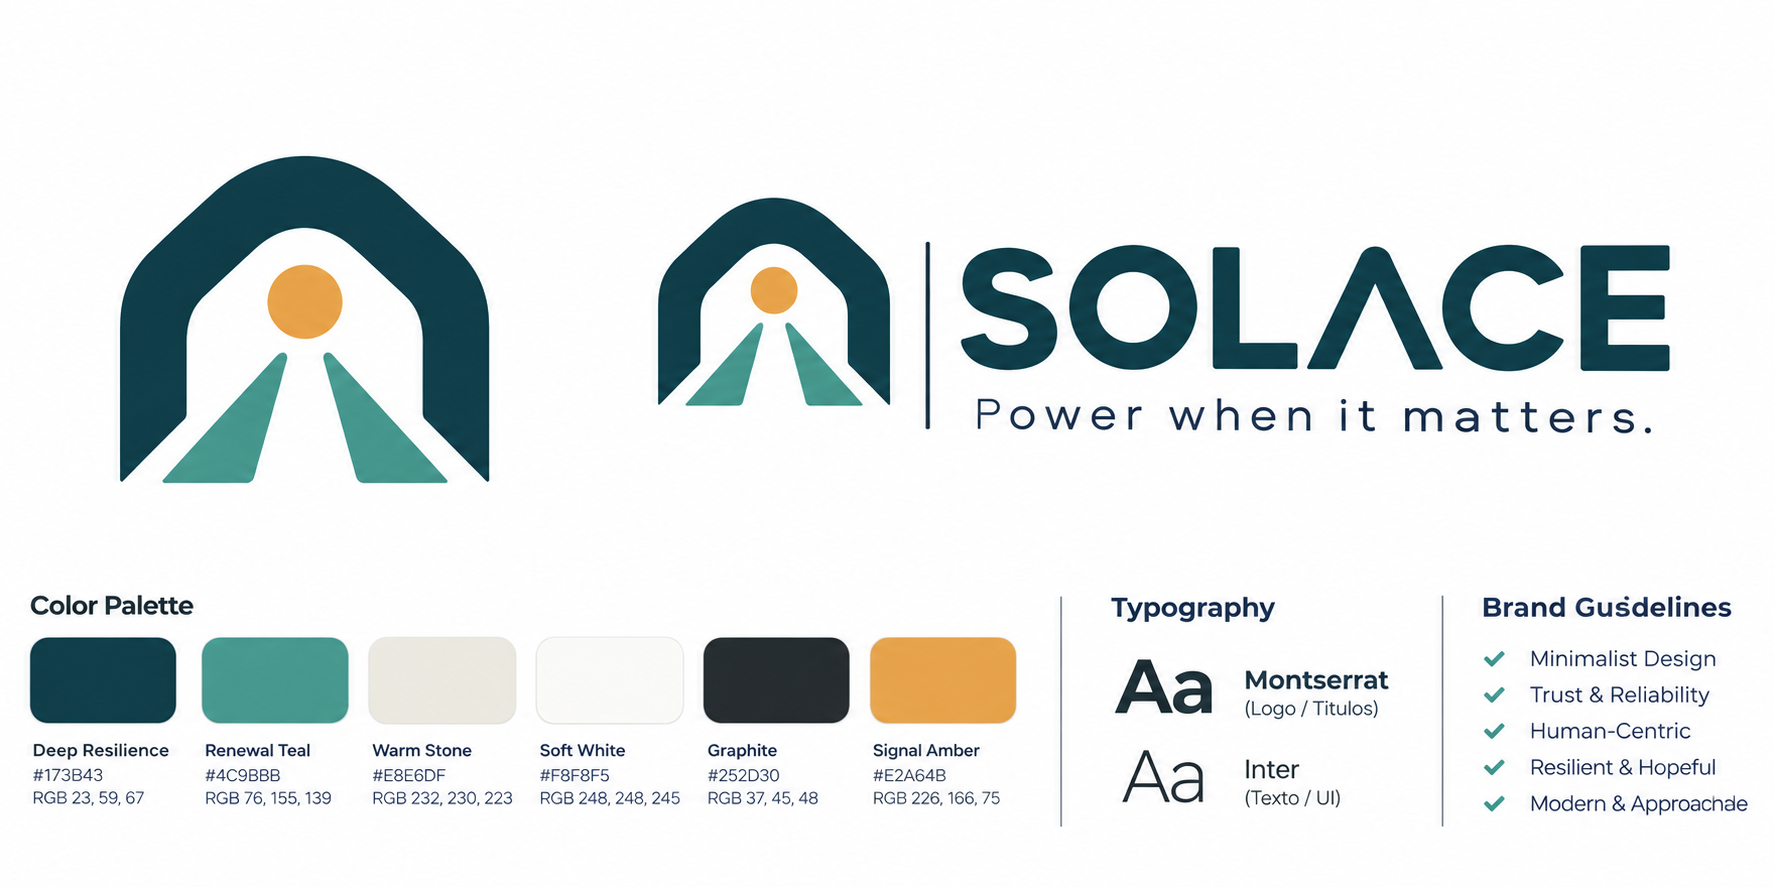 SOLACE
Power when it matters.
Color Palette
Deep Resilience
#173B43
RGB 23, 59, 67
Renewal Teal
#4C9BBB
RGB 76, 155, 139
Warm Stone
#E8E6DF
RGB 232, 230, 223
Soft White
#F8F8F5
RGB 248, 248, 245
Graphite
#252D30
RGB 37, 45, 48
Signal Amber
#E2A64B
RGB 226, 166, 75
Typography
Aa
Montserrat
(Logo / Titulos)
Aa
Inter
(Texto / UI)
Brand Gusdelines
Minimalist Design
Trust & Reliability
Human-Centric
Resilient & Hopeful
Modern &